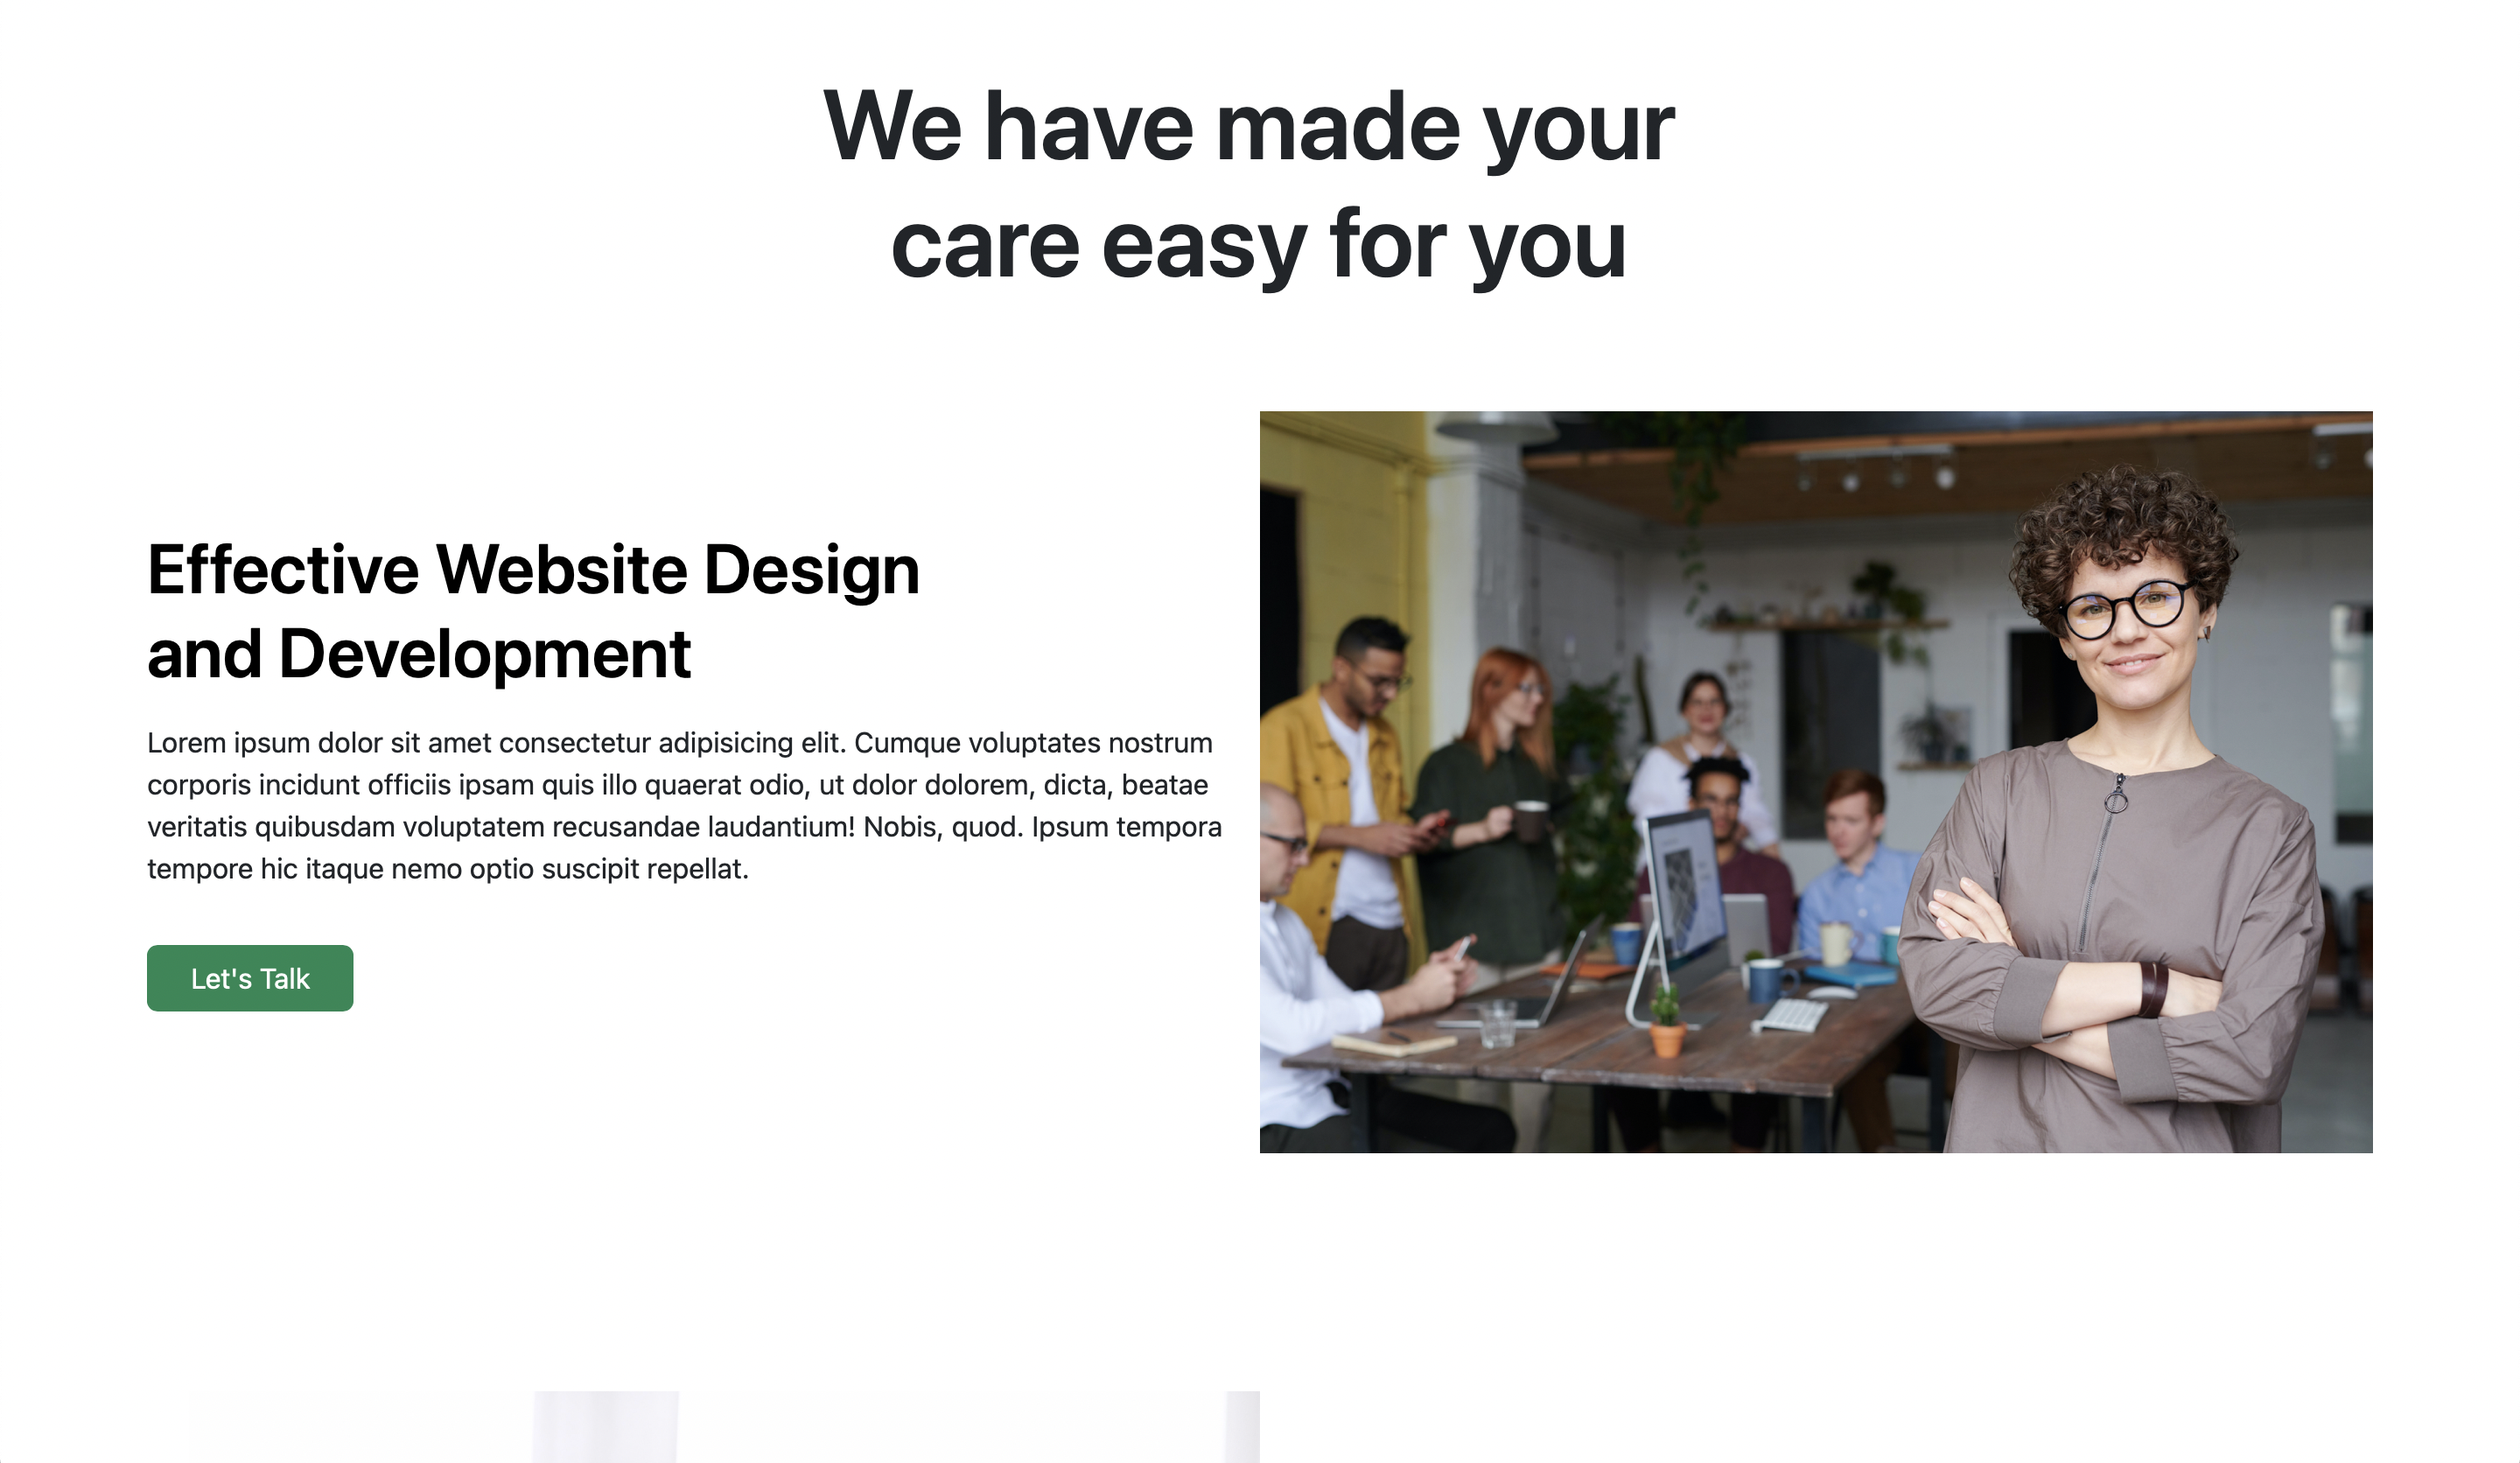 We have made your
care easy for you
Effective Website Design
and Development
Lorem ipsum dolor sit amet consectetur adipisicing elit. Cumque voluptates nostrum
corporis incidunt officiis ipsam quis illo quaerat odio, ut dolor dolorem, dicta, beatae
veritatis quibusdam voluptatem recusandae laudantium! Nobis, quod. Ipsum tempora
tempore hic itaque nemo optio suscipit repellat.
Let's Talk